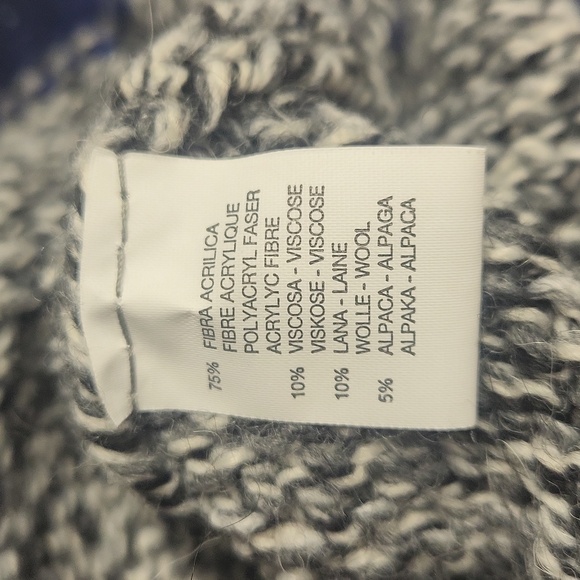 75% FIBRA ACRILICA
FIBRE ACRYLIQUE
POLYACRYL FASER
ACRYLYC FIBRE
10% VISCOSA - VISCOSE
VISKOSE - VISCOSE
10% LANA - LAINE
WOLLE - WOOL
5% ALPACA - ALPAGA
ALPAKA - ALPACA